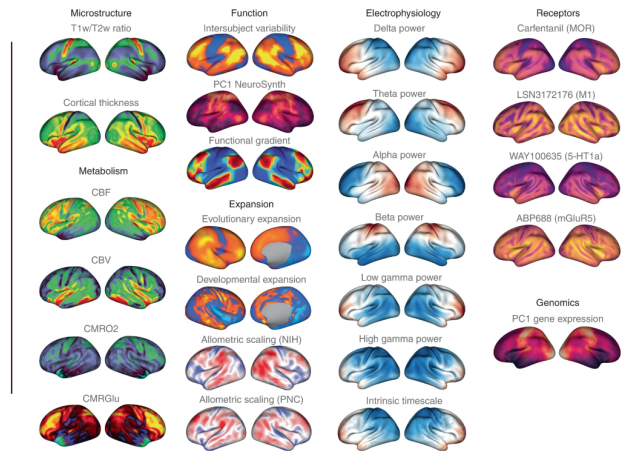 Microstructure
T1w/T2w ratio
Cortical thickness
Metabolism
CBF
CBV
CMRO2
CMRGlu
Function
Intersubject variability
PC1 NeuroSynth
Functional gradient
Expansion
Evolutionary expansion
Developmental expansion
Allometric scaling (NIH)
Allometric scaling (PNC)
Electrophysiology
Delta power
Theta power
Alpha power
Beta power
Low gamma power
High gamma power
Intrinsic timescale
Receptors
Carfentanil (MOR)
LSN3172176 (M1)
WAY100635 (5-HT1a)
ABP688 (mGluR5)
Genomics
PC1 gene expression